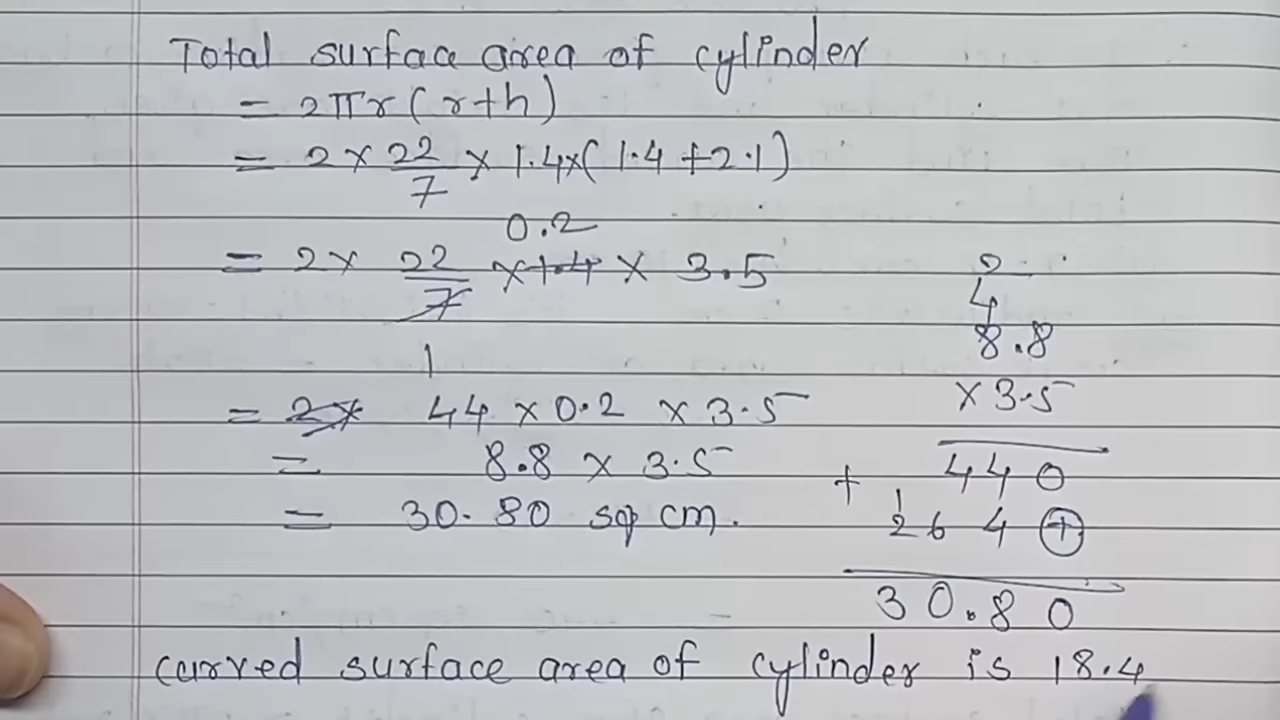 Total surface area of cylinder
= 2πr(r+h)
= 2 × 22/7 × 1.4×(1.4+2.1)
0.2
= 2 × 22/7 × 1.4 × 3.5
1
= 2× 44 × 0.2 × 3.5
= 8.8 × 3.5
= 30.80 sq cm.
2
4
8.8
×3.5
440
+ 1
264+
30.80
curved surface area of cylinder is 18.4